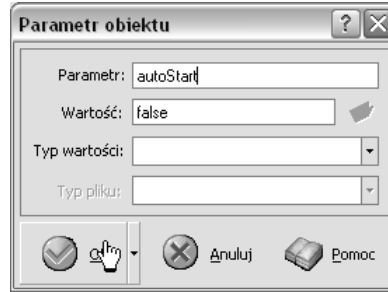 Parametr obiektu
Parametr: autoStart
Wartość: false
Typ wartości:
Typ pliku:
Anuluj Pomoc